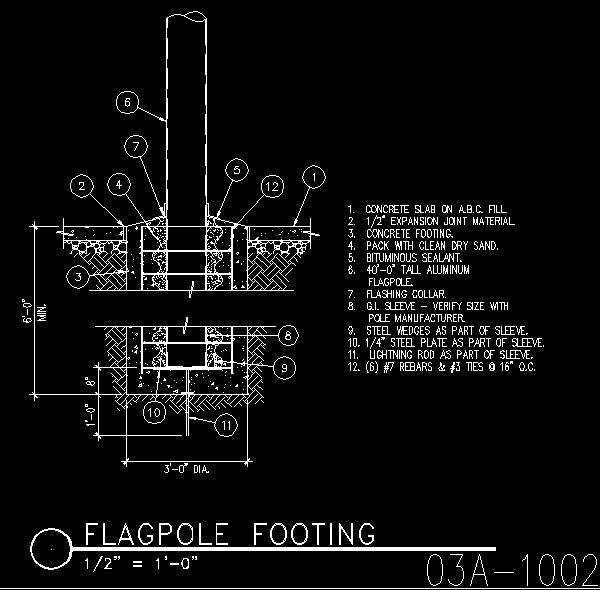 6
7
5
2
4
12
1
3
8
9
10
11
6'-0"
MIN.
8"
1'-0"
3'-0" DIA.
1. CONCRETE SLAB ON A.B.C. FILL
2. 1/2" EXPANSION JOINT MATERIAL
3. CONCRETE FOOTING.
4. PACK WITH CLEAN DRY SAND.
5. BITUMINOUS SEALANT.
6. 40'-0" TALL ALUMINUM
FLAGPOLE.
7. FLASHING COLLAR.
8. G.I. SLEEVE - VERIFY SIZE WITH
POLE MANUFACTURER.
9. STEEL WEDGES AS PART OF SLEEVE.
10. 1/4" STEEL PLATE AS PART OF SLEEVE.
11. LIGHTNING ROD AS PART OF SLEEVE.
12. (6) #7 REBARS & #3 TIES @ 16" O.C.
FLAGPOLE FOOTING
1/2" = 1'-0"
03A-1002